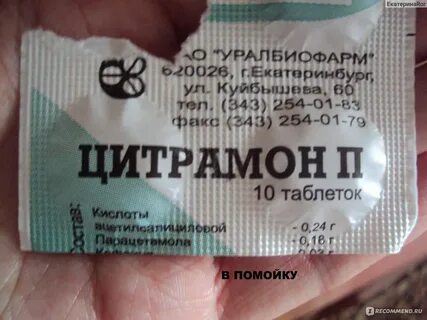 ЕкатеринаRor
АО "УРАЛБИОФАРМ"
620026, г.Екатеринбург,
ул. Куйбышева, 60
тел. (343) 254-01-83
факс (343) 254-01-79
ЦИТРАМОН П
10 таблеток
Состав:
Кислоты
ацетилсалициловой - 0,24 г
Парацетамола - 0,18 г
В ПОМОЙКУ
IRECOMMEND.RU